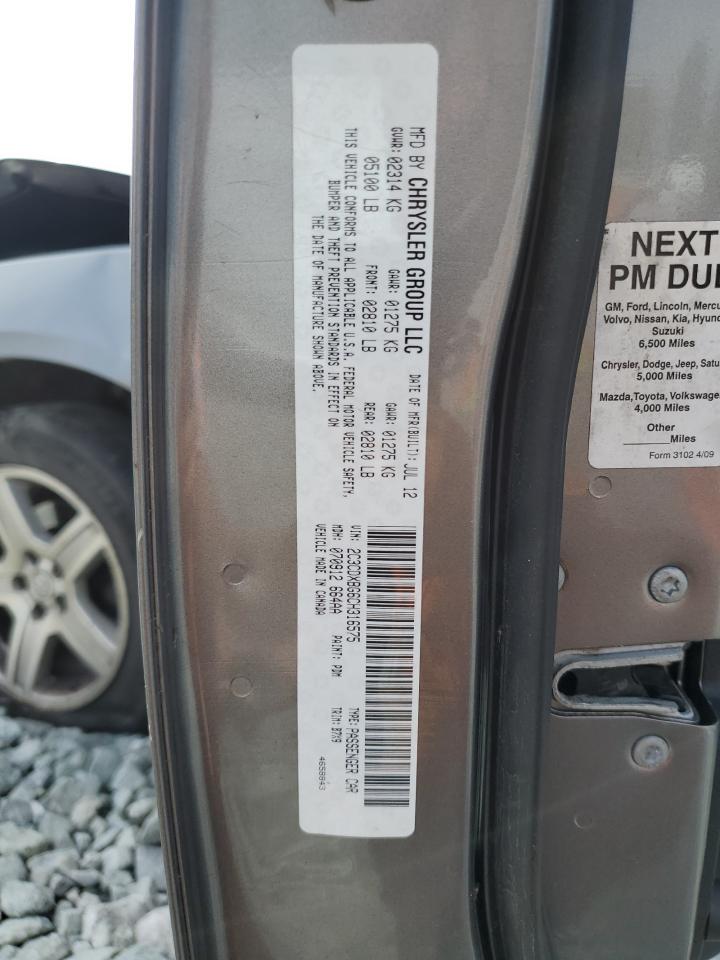 MFD BY CHRYSLER GROUP LLC
DATE OF MFR(BUILT): JUL 12
GVWR: 02314 KG
GAWR: 01275 KG
GAWR: 01275 KG
05100 LB
FRONT: 02810 LB
REAR: 02810 LB
THIS VEHICLE CONFORMS TO ALL APPLICABLE U.S.A. FEDERAL MOTOR VEHICLE SAFETY,
BUMPER AND THEFT PREVENTION STANDARDS IN EFFECT ON
THE DATE OF MANUFACTURE SHOWN ABOVE.
VIN: 2C3CDXBG6CH316575
TYPE: PASSENGER CAR
MDH: 070912 664AA
PAINT: PDM
TRIM: B7X9
VEHICLE MADE IN CANADA
4658843
NEXT
PM DUE
GM, Ford, Lincoln, Mercu
Volvo, Nissan, Kia, Hyund
Suzuki
6,500 Miles
Chrysler, Dodge, Jeep, Satu
5,000 Miles
Mazda,Toyota, Volkswage
4,000 Miles
Other
______Miles
Form 3102 4/09